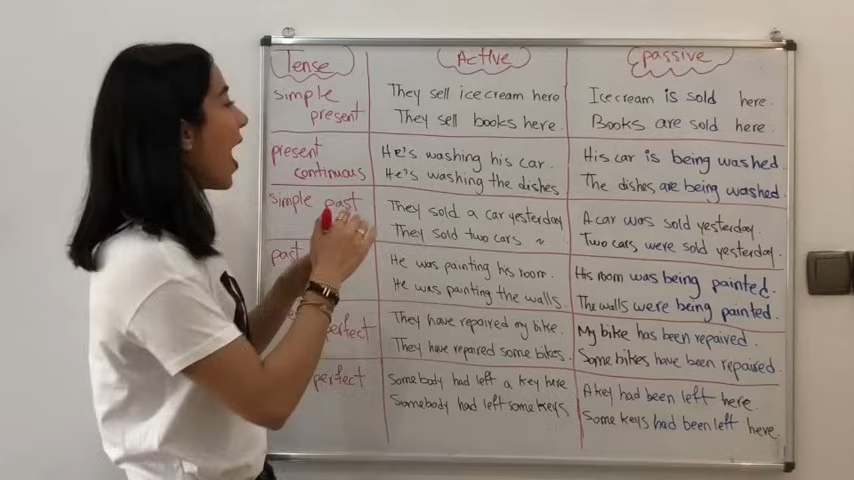 Tense Active Passive
simple They sell icecream here Icecream is sold here.
present They sell books here. Books are sold here.
present He's washing his car. His car is being washed.
continuous He's washing the dishes The dishes are being washed.
simple past They sold a car yesterday A car was sold yesterday.
They sold two cars ~ Two cars were sold yesterday.
past He was painting his room. His room was being painted.
He was painting the walls. The walls were being painted.
perfect They have repaired my bike. My bike has been repaired.
They have repaired some bikes. Some bikes have been repaired.
perfect Somebody had left a key here A key had been left here.
Somebody had left some keys Some keys had been left here.